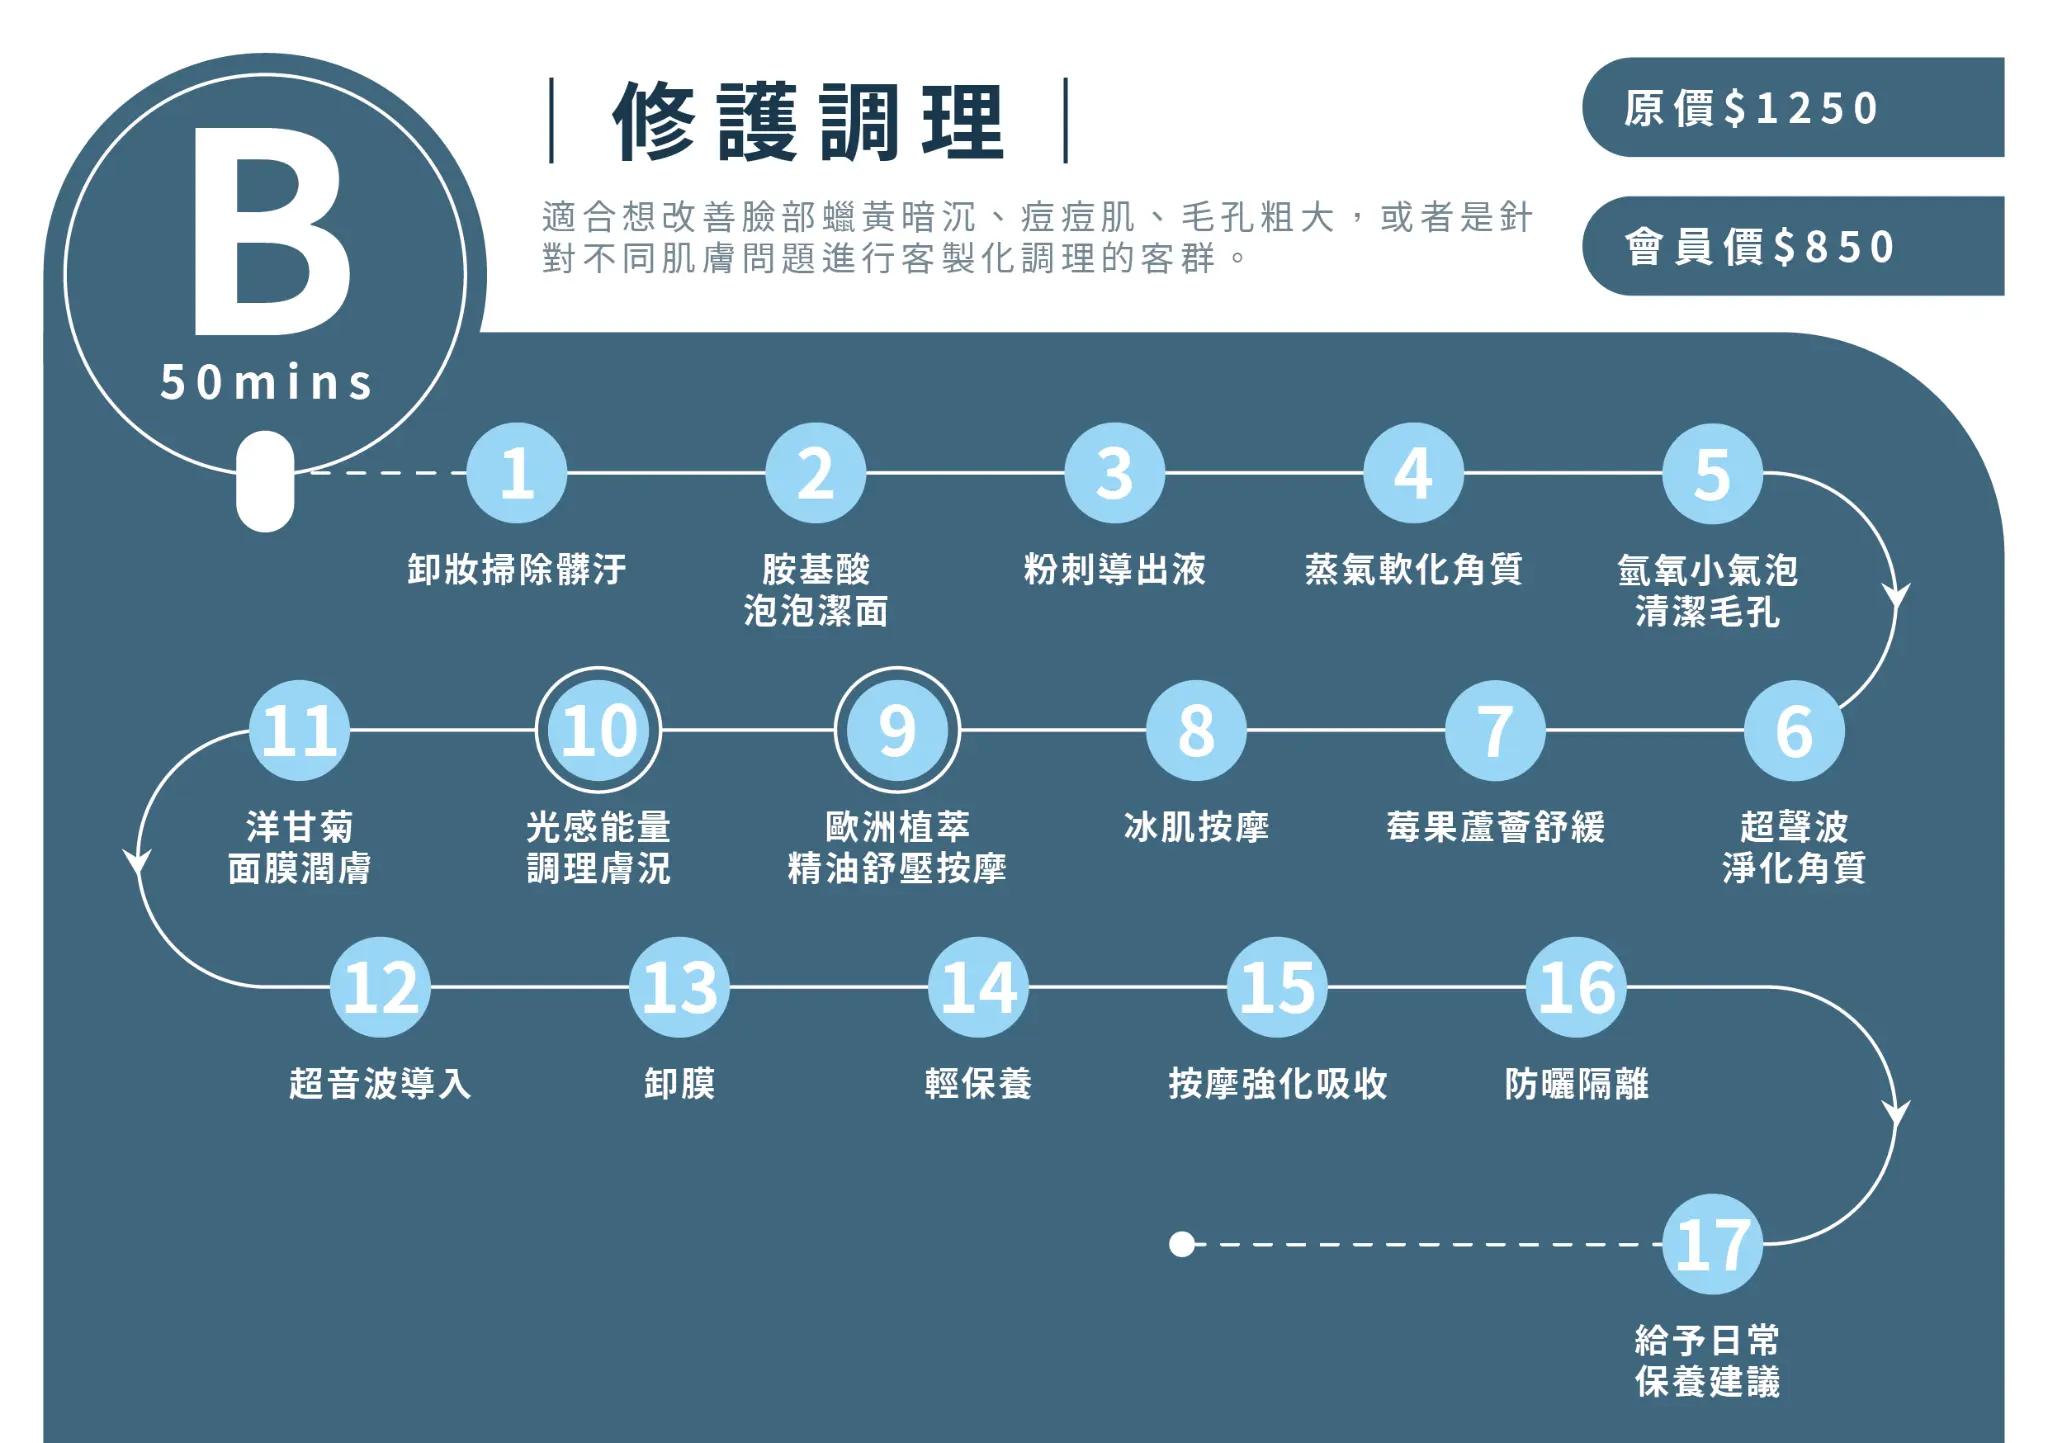 B
50mins
修護調理
適合想改善臉部蠟黃暗沉、痘痘肌、毛孔粗大，或者是針
對不同肌膚問題進行客製化調理的客群。
原價$1250
會員價$850
1
卸妝掃除髒汙
2
胺基酸
泡泡潔面
3
粉刺導出液
4
蒸氣軟化角質
5
氫氧小氣泡
清潔毛孔
6
超聲波
淨化角質
7
莓果蘆薈舒緩
8
冰肌按摩
9
歐洲植萃
精油舒壓按摩
10
光感能量
調理膚況
11
洋甘菊
面膜潤膚
12
超音波導入
13
卸膜
14
輕保養
15
按摩強化吸收
16
防曬隔離
17
給予日常
保養建議